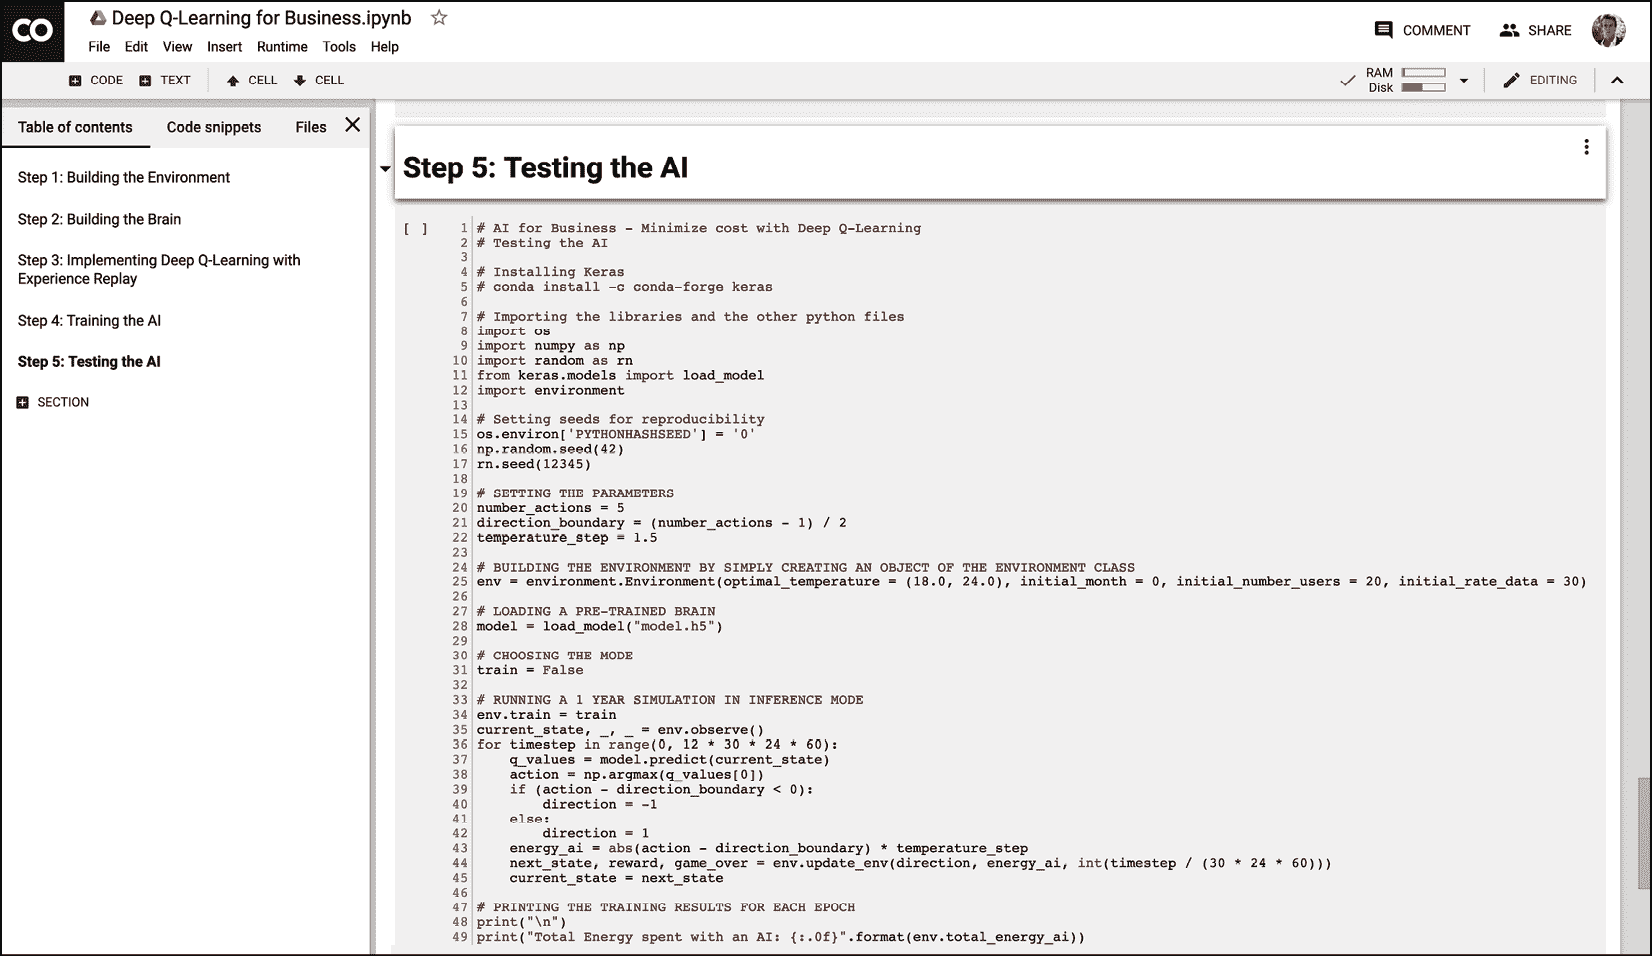 CO
Deep Q-Learning for Business.ipynb
File Edit View Insert Runtime Tools Help
COMMENT SHARE
CODE TEXT CELL CELL
RAM
Disk
EDITING
Table of contents Code snippets Files
Step 1: Building the Environment
Step 2: Building the Brain
Step 3: Implementing Deep Q-Learning with
Experience Replay
Step 4: Training the AI
Step 5: Testing the AI
SECTION
Step 5: Testing the AI
[ ]
1 # AI for Business - Minimize cost with Deep Q-Learning
2 # Testing the AI
3
4 # Installing Keras
5 # conda install -c conda-forge keras
6
7 # Importing the libraries and the other python files
8 import os
9 import numpy as np
10 import random as rn
11 from keras.models import load_model
12 import environment
13
14 # Setting seeds for reproducibility
15 os.environ['PYTHONHASHSEED'] = '0'
16 np.random.seed(42)
17 rn.seed(12345)
18
19 # SETTING THE PARAMETERS
20 number_actions = 5
21 direction_boundary = (number_actions - 1) / 2
22 temperature_step = 1.5
23
24 # BUILDING THE ENVIRONMENT BY SIMPLY CREATING AN OBJECT OF THE ENVIRONMENT CLASS
25 env = environment.Environment(optimal_temperature = (18.0, 24.0), initial_month = 0, initial_number_users = 20, initial_rate_data = 30)
26
27 # LOADING A PRE-TRAINED BRAIN
28 model = load_model("model.h5")
29
30 # CHOOSING THE MODE
31 train = False
32
33 # RUNNING A 1 YEAR SIMULATION IN INFERENCE MODE
34 env.train = train
35 current_state, _, _ = env.observe()
36 for timestep in range(0, 12 * 30 * 24 * 60):
37     q_values = model.predict(current_state)
38     action = np.argmax(q_values[0])
39     if (action - direction_boundary < 0):
40         direction = -1
41     else:
42         direction = 1
43     energy_ai = abs(action - direction_boundary) * temperature_step
44     next_state, reward, game_over = env.update_env(direction, energy_ai, int(timestep / (30 * 24 * 60)))
45     current_state = next_state
46
47 # PRINTING THE TRAINING RESULTS FOR EACH EPOCH
48 print("\n")
49 print("Total Energy spent with an AI: {:.0f}".format(env.total_energy_ai))